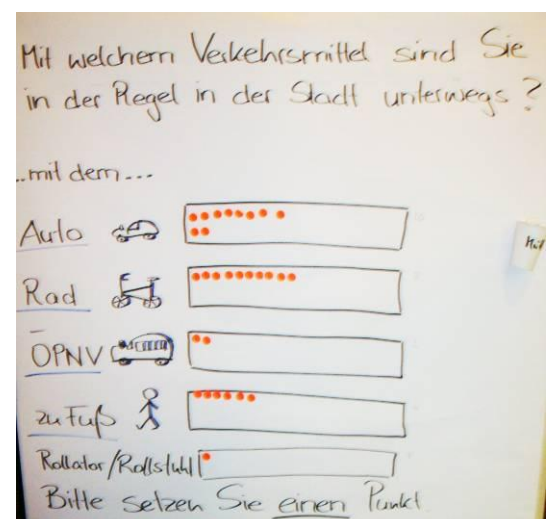 Mit welchem Verkehrsmittel sind Sie
in der Regel in der Stadt unterwegs?
..mit dem...
Auto
Rad
ÖPNV
zu Fuß
Rollator/Rollstuhl
Bitte setzen Sie einen Punkt